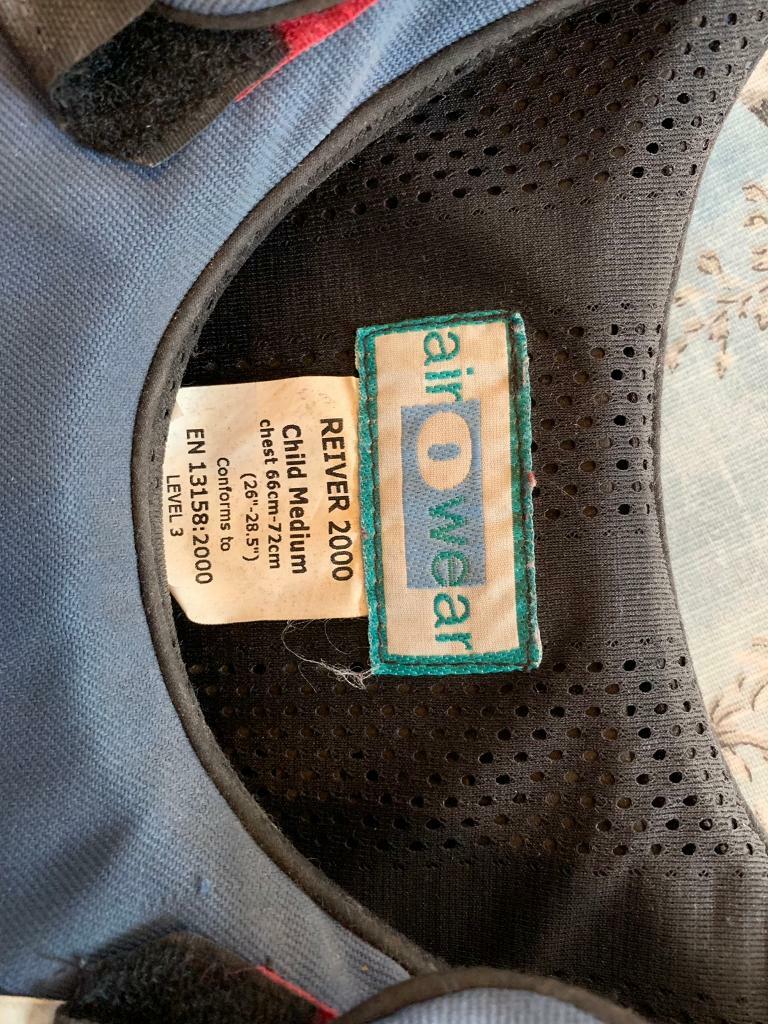 airowear
REIVER 2000
Child Medium
chest 66cm-72cm
(26"-28.5")
Conforms to
EN 13158:2000
LEVEL 3